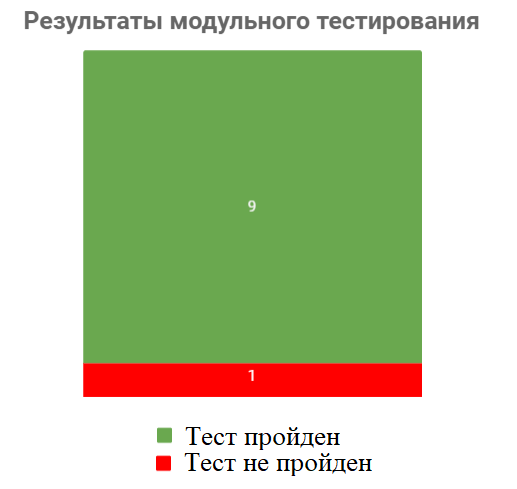 Результаты модульного тестирования
9
1
Тест пройден
Тест не пройден